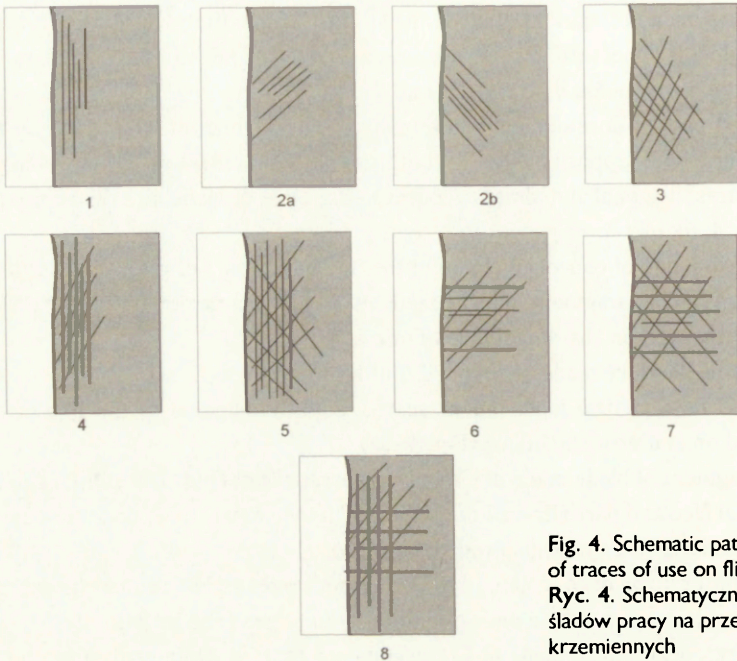 1
2a
2b
3
4
5
6
7
8
Fig. 4. Schematic pat
of traces of use on fli
Ryc. 4. Schematyczn
śladów pracy na prze
krzemiennych